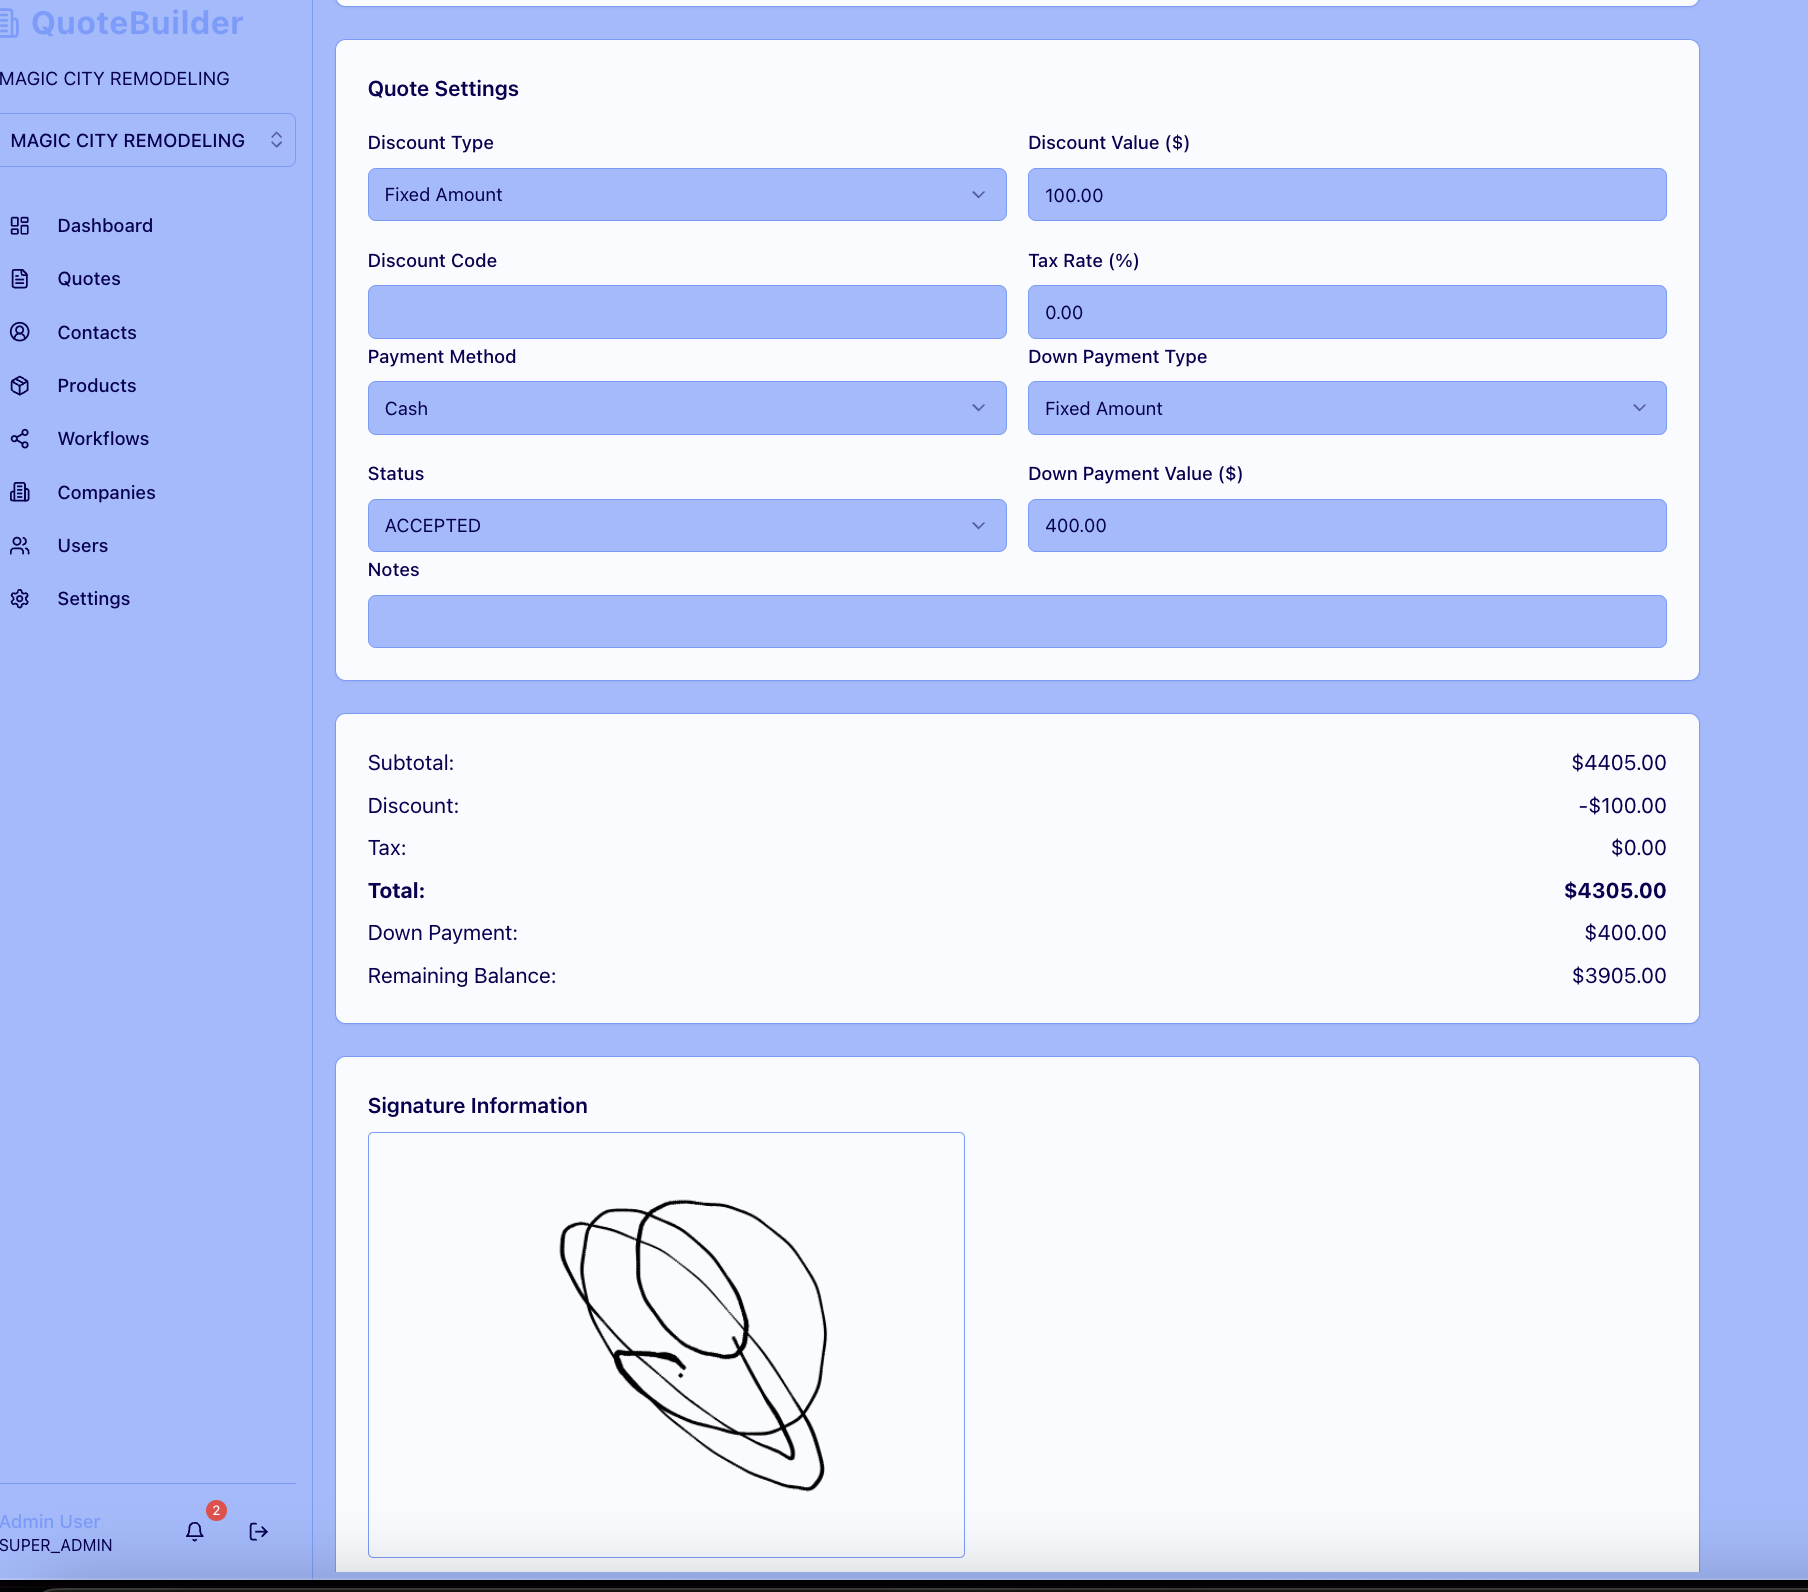 QuoteBuilder
MAGIC CITY REMODELING
MAGIC CITY REMODELING
Dashboard
Quotes
Contacts
Products
Workflows
Companies
Users
Settings
Admin User
2
SUPER_ADMIN
Quote Settings
Discount Type
Discount Value ($)
Fixed Amount
100.00
Discount Code
Tax Rate (%)
0.00
Payment Method
Down Payment Type
Cash
Fixed Amount
Status
Down Payment Value ($)
ACCEPTED
400.00
Notes
Subtotal: $4405.00
Discount: -$100.00
Tax: $0.00
Total: $4305.00
Down Payment: $400.00
Remaining Balance: $3905.00
Signature Information